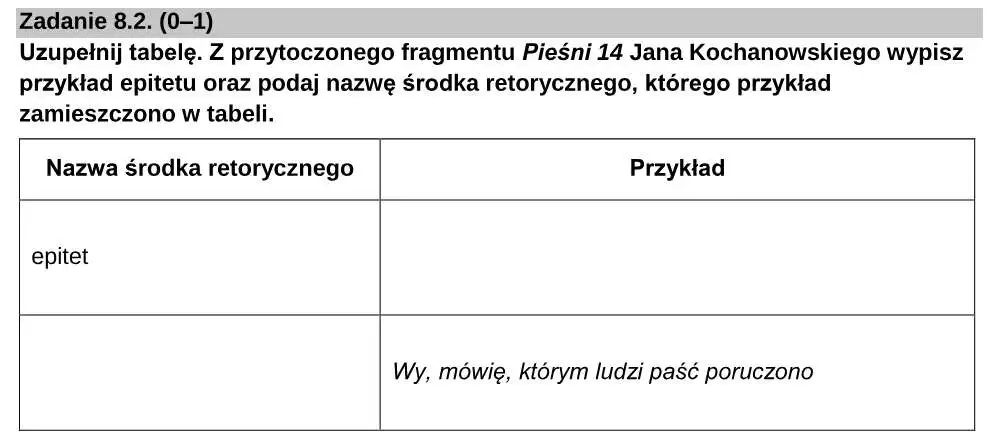 Zadanie 8.2. (0–1)
Uzupełnij tabelę. Z przytoczonego fragmentu Pieśni 14 Jana Kochanowskiego wypisz
przykład epitetu oraz podaj nazwę środka retorycznego, którego przykład
zamieszczono w tabeli.
Nazwa środka retorycznego
Przykład
epitet
Wy, mówię, którym ludzi paść poruczono